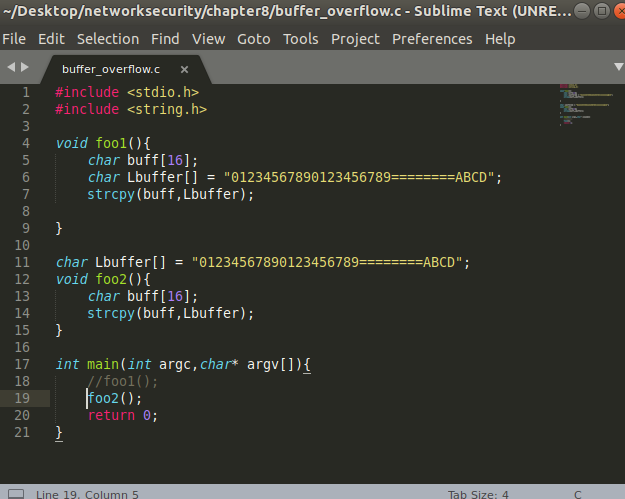 ~/Desktop/networksecurity/chapter8/buffer_overflow.c - Sublime Text (UNRE...
File Edit Selection Find View Goto Tools Project Preferences Help
buffer_overflow.c ×
1 #include <stdio.h>
2 #include <string.h>
3
4 void foo1(){
5 char buff[16];
6 char Lbuffer[] = "01234567890123456789========ABCD";
7 strcpy(buff,Lbuffer);
8
9 }
10
11 char Lbuffer[] = "01234567890123456789========ABCD";
12 void foo2(){
13 char buff[16];
14 strcpy(buff,Lbuffer);
15 }
16
17 int main(int argc,char* argv[]){
18 //foo1();
19 foo2();
20 return 0;
21 }
Line 19, Column 5 Tab Size: 4 C